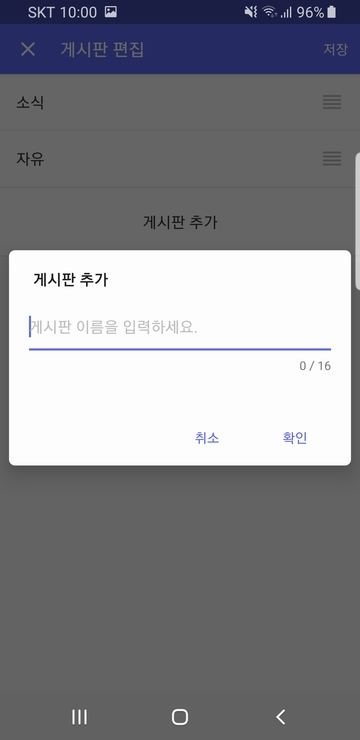 SKT 10:00 96%
게시판 편집 저장
소식
자유
게시판 추가
게시판 추가
게시판 이름을 입력하세요.
0 / 16
취소 확인